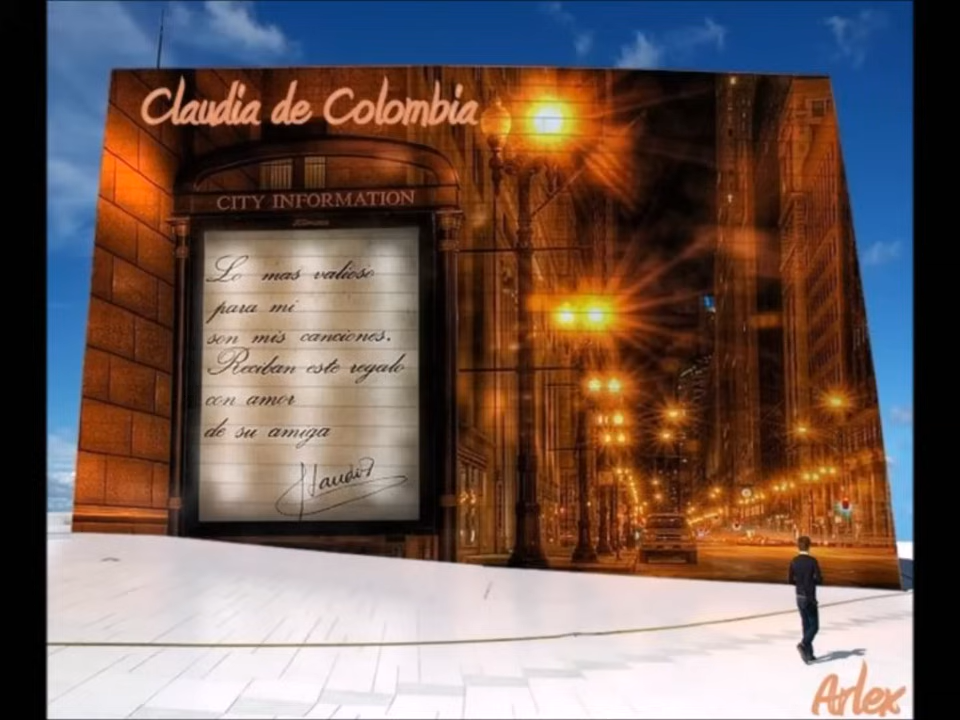 Claudia de Colombia
CITY INFORMATION
Lo mas valioso
para mi
son mis canciones.
Reciban este regalo
con amor
de su amiga
Claudia
Arlex